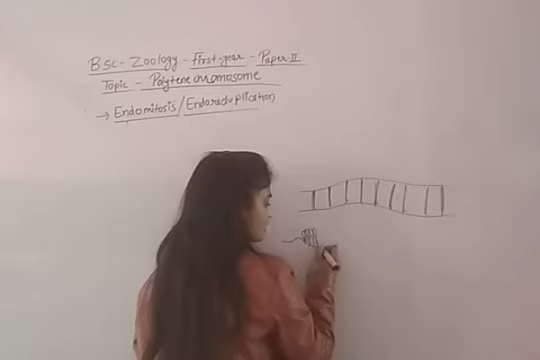 BSC - Zoology - First-year - Paper-II
Topic - Polytene chromosome
→ Endomitosis/Endoreduplication